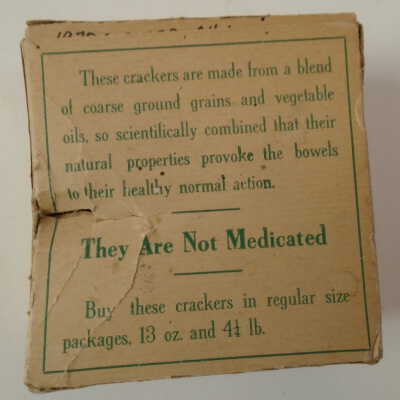 These crackers are made from a blend
of coarse ground grains and vegetable
oils, so scientifically combined that their
natural properties provoke the bowels
to their healthy normal action.
They Are Not Medicated
Buy these crackers in regular size
packages, 13 oz. and 4¼ lb.